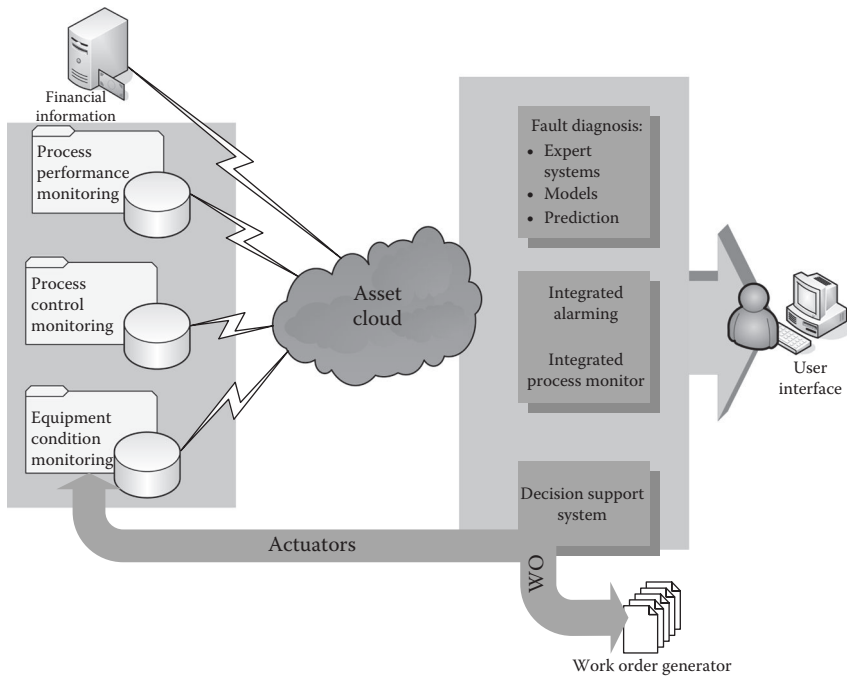 Financial
information
Process
performance
monitoring
Process
control
monitoring
Equipment
condition
monitoring
Asset
cloud
Fault diagnosis:
• Expert
systems
• Models
• Prediction
Integrated
alarming
Integrated
process monitor
Decision support
system
User
interface
Actuators
WO
Work order generator